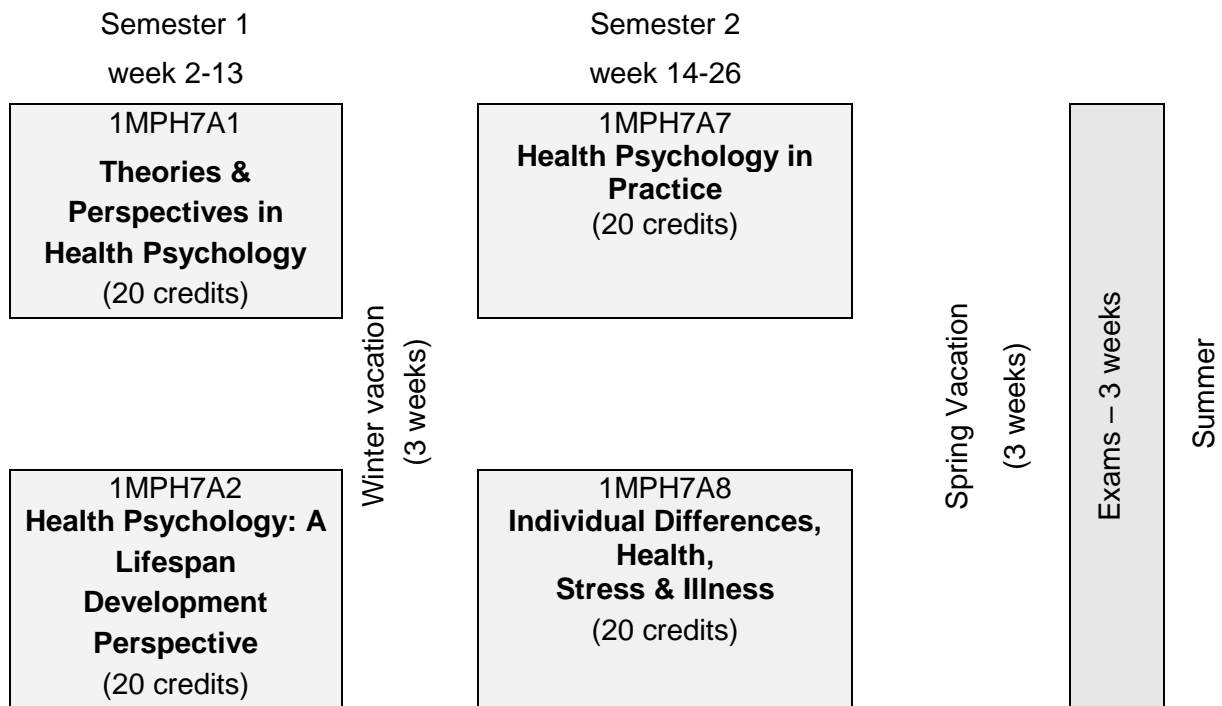 Semester 1
week 2-13
Semester 2
week 14-26
1MPH7A1
Theories &
Perspectives in
Health Psychology
(20 credits)
1MPH7A7
Health Psychology in
Practice
(20 credits)
Winter vacation
(3 weeks)
Spring Vacation
(3 weeks)
Exams – 3 weeks
Summer
1MPH7A2
Health Psychology: A
Lifespan
Development
Perspective
(20 credits)
1MPH7A8
Individual Differences,
Health,
Stress & Illness
(20 credits)